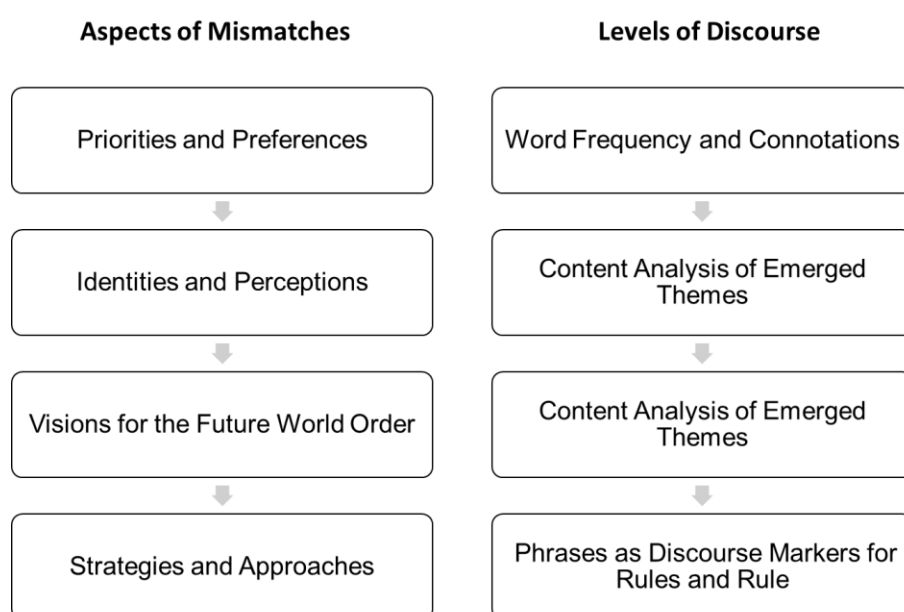 Aspects of Mismatches
Priorities and Preferences
Identities and Perceptions
Visions for the Future World Order
Strategies and Approaches
Levels of Discourse
Word Frequency and Connotations
Content Analysis of Emerged
Themes
Content Analysis of Emerged
Themes
Phrases as Discourse Markers for
Rules and Rule